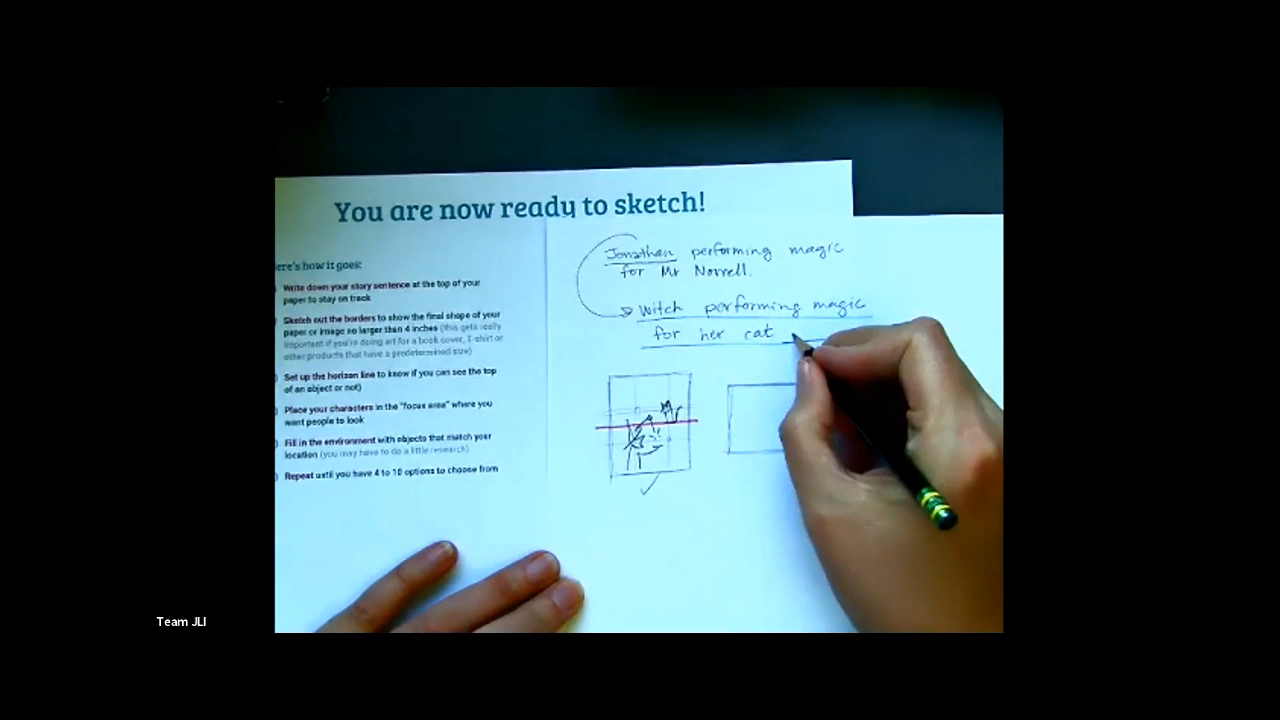 You are now ready to sketch!
ere's how it goes:
Write down your story sentence at the top of your
paper to stay on track
Sketch out the borders to show the final shape of your
paper or image no larger than 4 inches (this gets really
important if you're doing art for a book cover, T-shirt or
other products that have a predetermined size)
Set up the horizon line to know if you can see the top
of an object or not)
Place your characters in the "focus area" where you
want people to look
Fill in the environment with objects that match your
location (you may have to do a little research)
Repeat until you have 4 to 10 options to choose from
Jonathan performing magic
for Mr Norrell.
Witch performing magic
for her cat
Team JLI